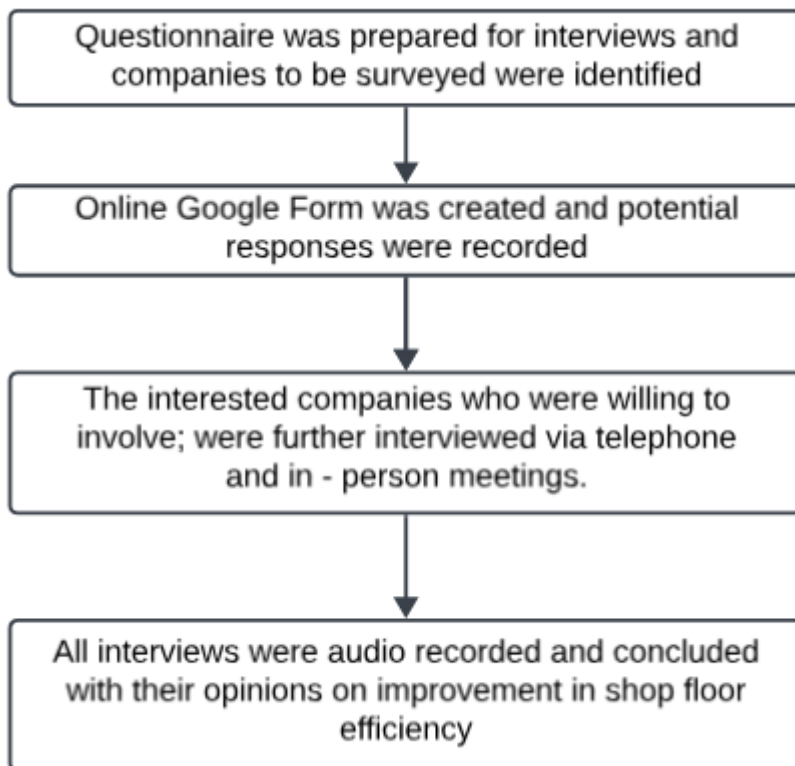 Questionnaire was prepared for interviews and
companies to be surveyed were identified
Online Google Form was created and potential
responses were recorded
The interested companies who were willing to
involve; were further interviewed via telephone
and in - person meetings.
All interviews were audio recorded and concluded
with their opinions on improvement in shop floor
efficiency